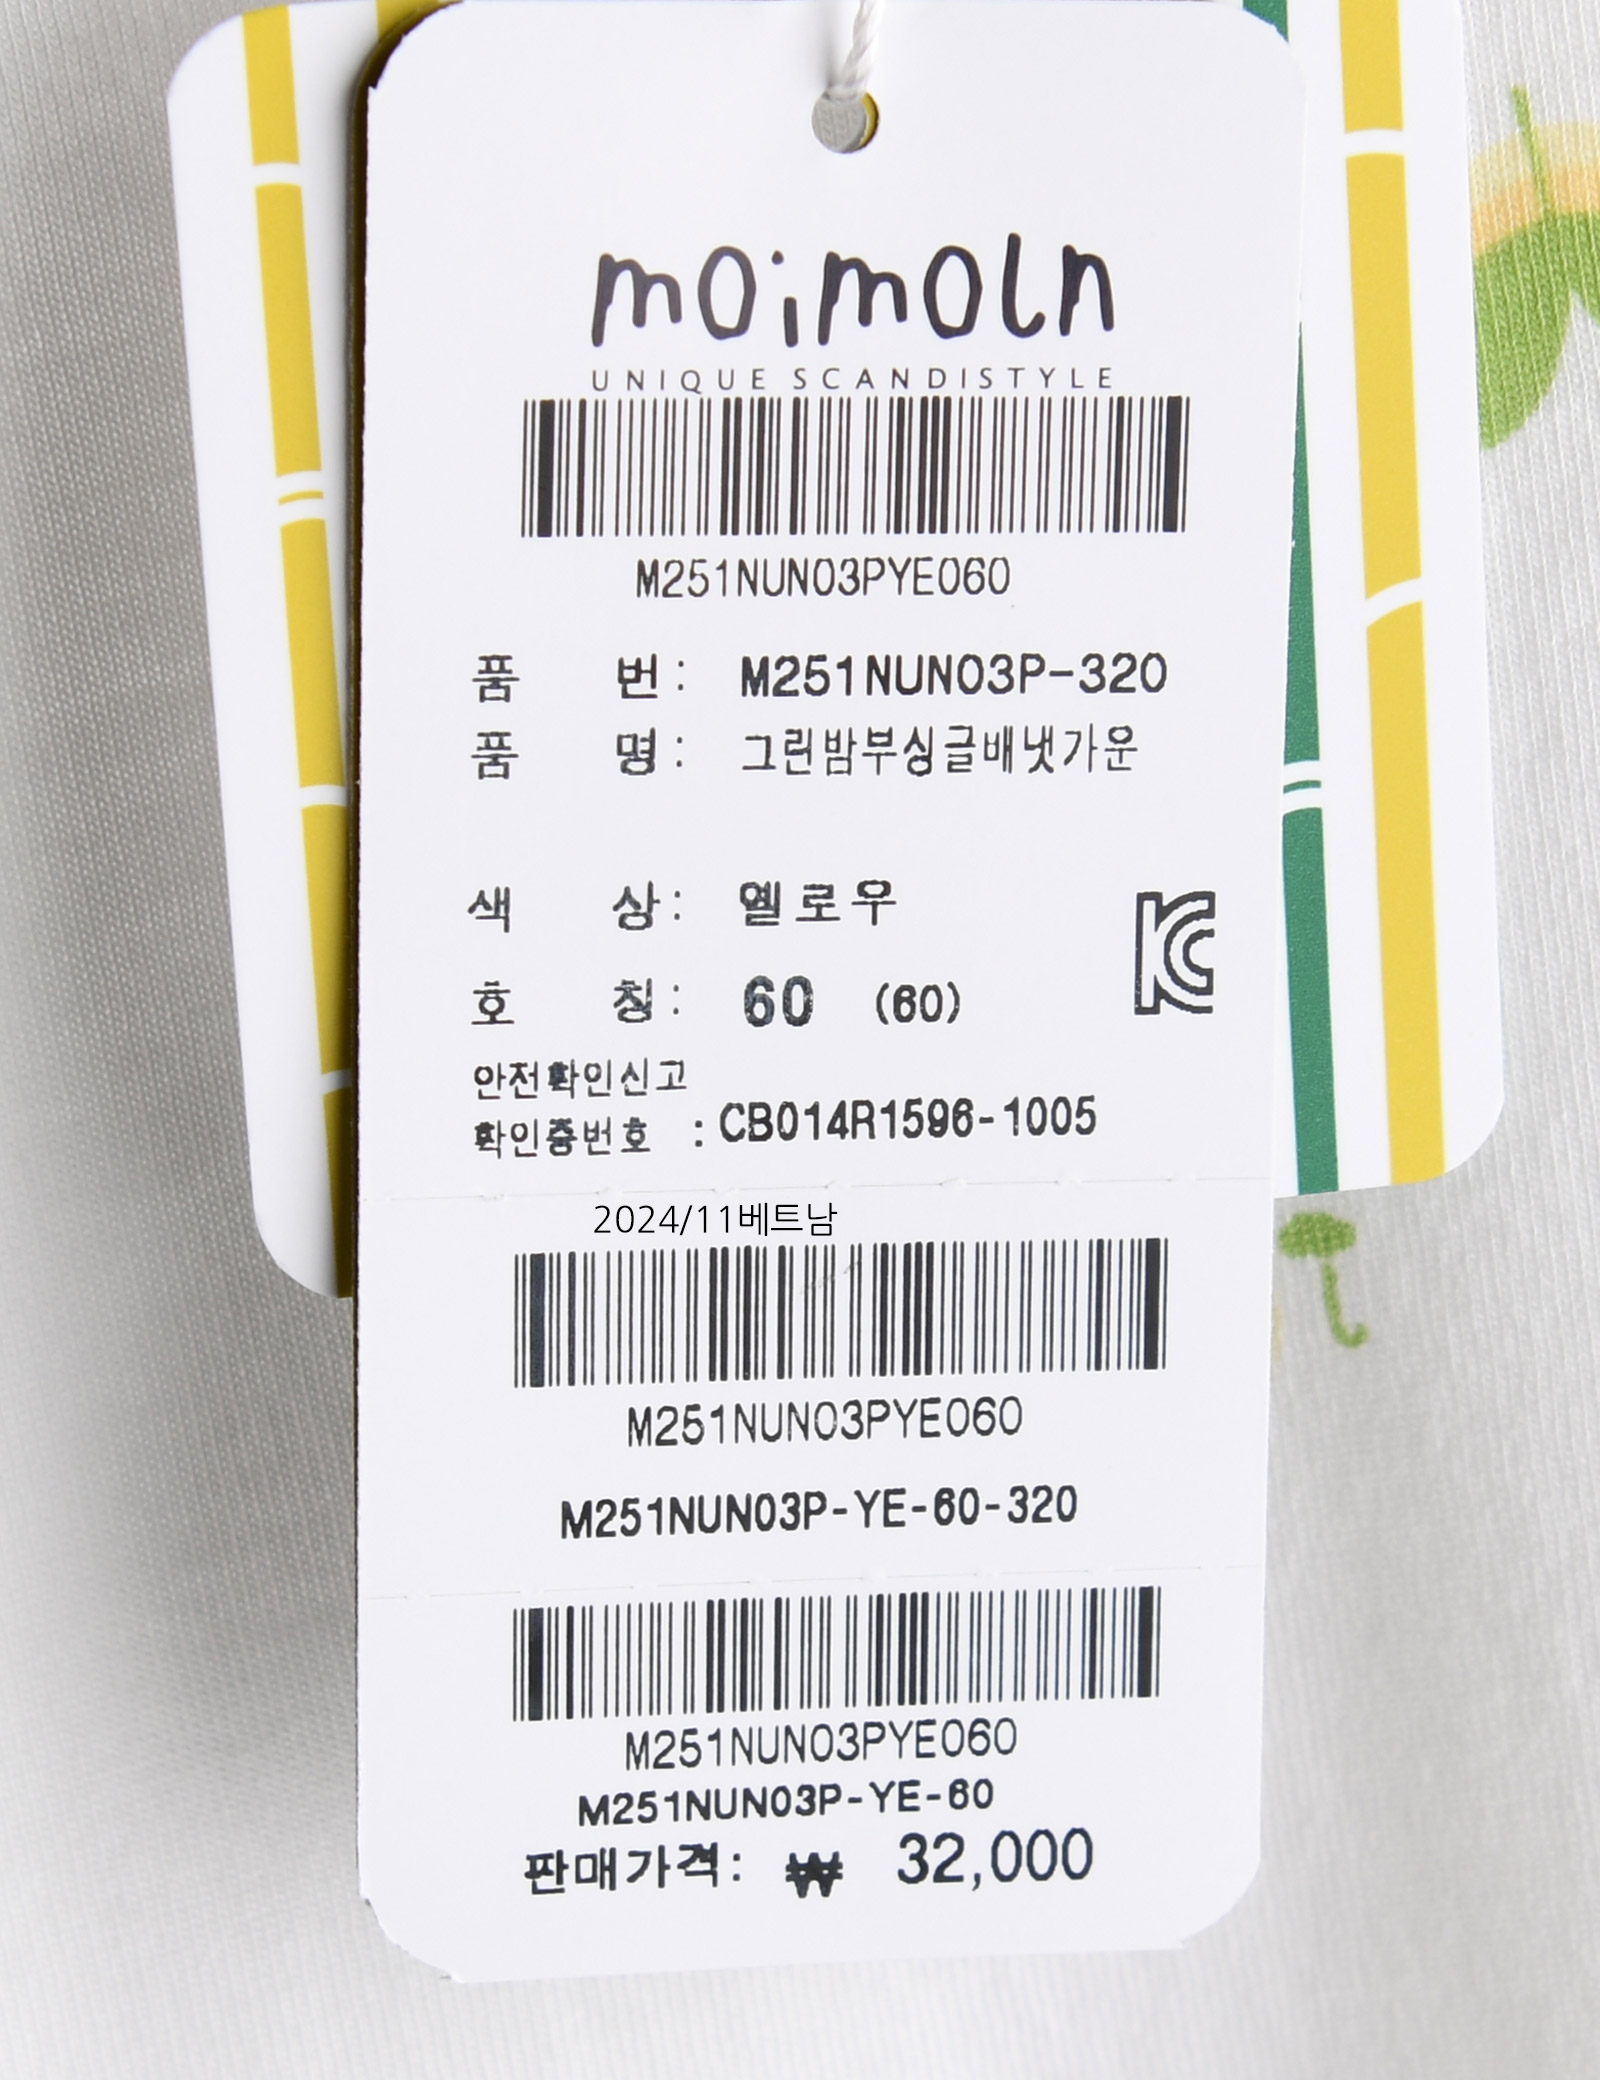 moimoln
UNIQUE SCANDISTYLE
M251NUN03PYE060
품 번: M251NUN03P-320
품 명: 그린밤부싱글배냇가운
색 상: 옐로우
호 칭: 60 (60)
안전확인신고
확인증번호 : CB014R1596-1005
2024/11베트남
M251NUN03PYE060
M251NUN03P-YE-60-320
M251NUN03PYE060
M251NUN03P-YE-60
판매가격: ₩ 32,000